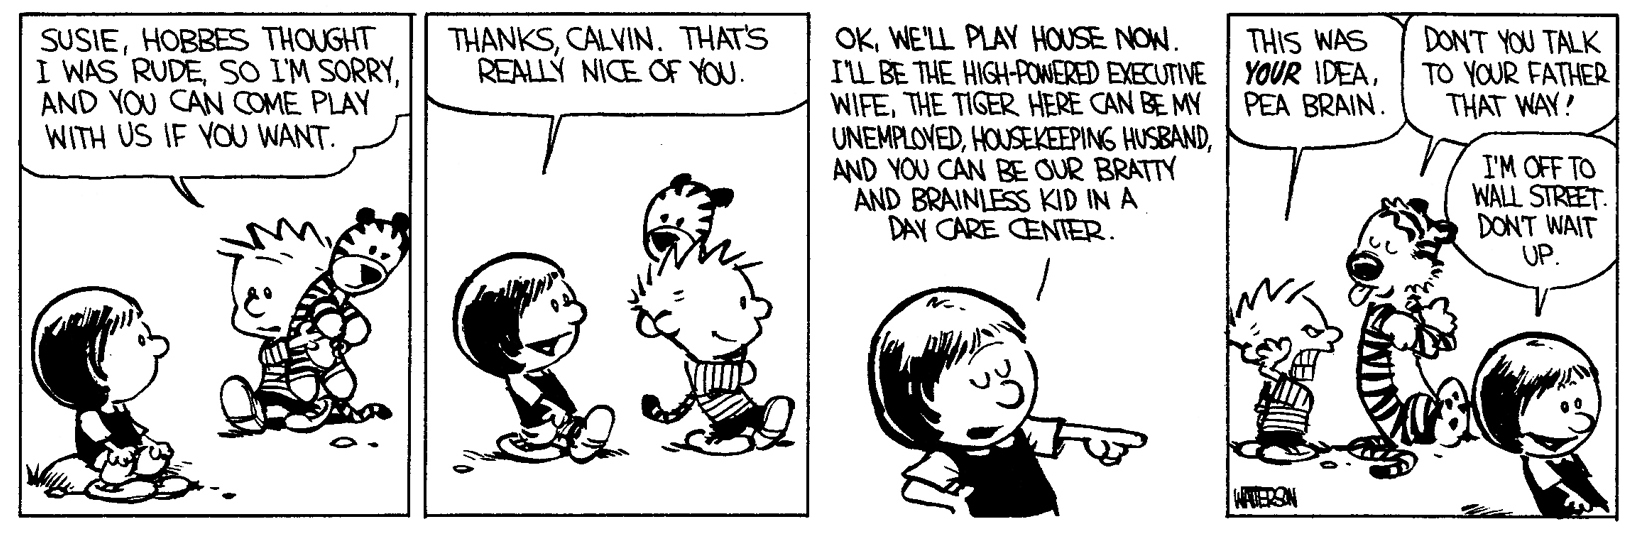 SUSIE, HOBBES THOUGHT
I WAS RUDE, SO I'M SORRY,
AND YOU CAN COME PLAY
WITH US IF YOU WANT.
THANKS, CALVIN. THAT'S
REALLY NICE OF YOU.
OK, WE'LL PLAY HOUSE NOW.
I'LL BE THE HIGH-POWERED EXECUTIVE
WIFE, THE TIGER HERE CAN BE MY
UNEMPLOYED, HOUSEKEEPING HUSBAND,
AND YOU CAN BE OUR BRATTY
AND BRAINLESS KID IN A
DAY CARE CENTER.
THIS WAS
YOUR IDEA,
PEA BRAIN.
DON'T YOU TALK
TO YOUR FATHER
THAT WAY!
I'M OFF TO
WALL STREET.
DON'T WAIT
UP.
WATTERSON